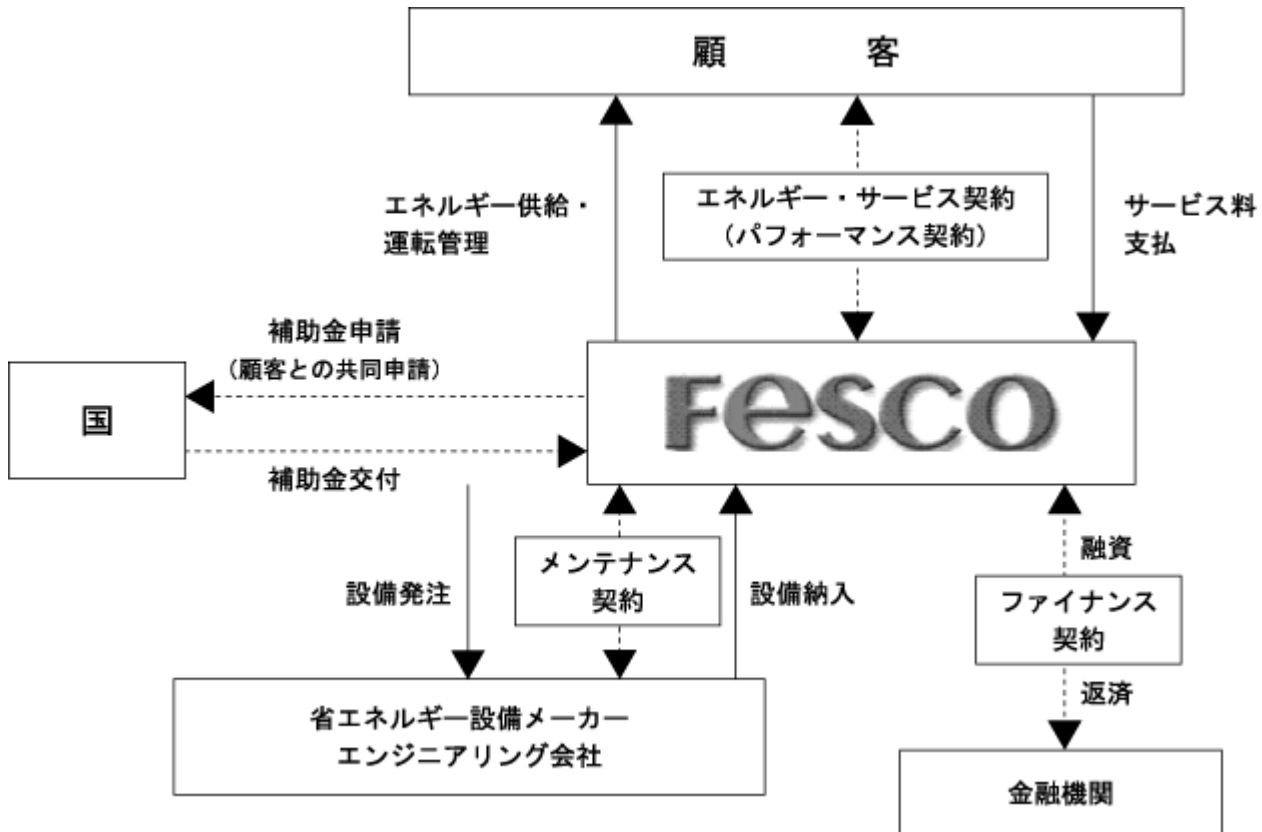 顧客
エネルギー供給・
運転管理
エネルギー・サービス契約
(パフォーマンス契約)
サービス料
支払
補助金申請
(顧客との共同申請)
国
FeSCO
補助金交付
設備発注
メンテナンス
契約
設備納入
融資
ファイナンス
契約
返済
省エネルギー設備メーカー
エンジニアリング会社
金融機関